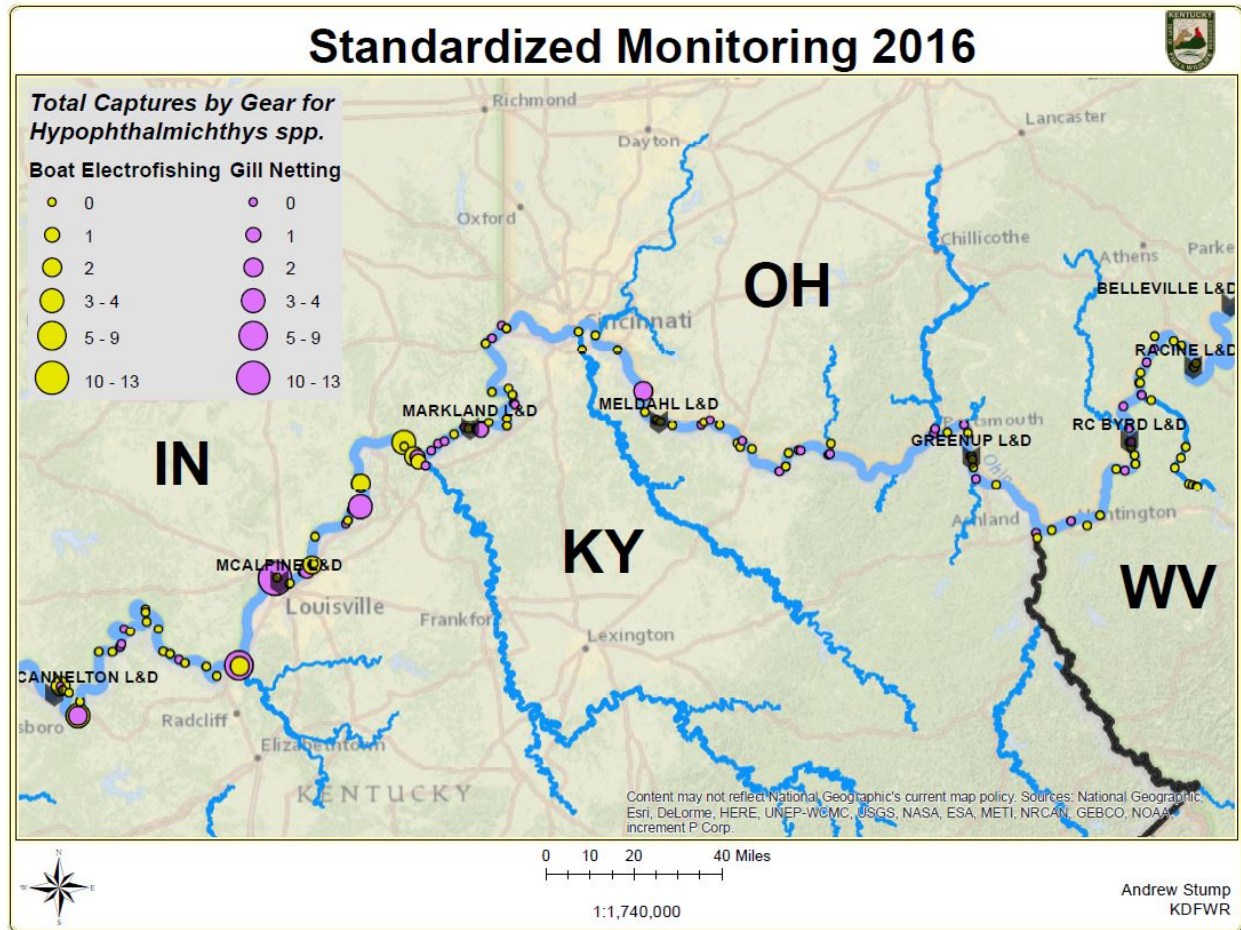 Standardized Monitoring 2016
KENTUCKY
Total Captures by Gear for
Hypophthalmichthys spp.
Boat Electrofishing Gill Netting
0 0
1 1
2 2
3 - 4 3 - 4
5 - 9 5 - 9
10 - 13 10 - 13
Richmond
Lancaster
Dayton
Oxford
Chillicothe
Athens
Parke
OH
BELLEVILLE L&D
Cincinnati
RACINE L&D
MARKLAND L&D
MELDAHL L&D
Portsmouth
RC BYRD L&D
GREENUP L&D
IN
Ohio
Ashland
Huntington
KY
MCALPINE L&D
WV
Louisville
Frankfor
Lexington
CANNELTON L&D
sboro
Radcliff
Elizabethtown
KENTUCKY
Content may not reflect National Geographic's current map policy. Sources: National Geographic,
Esri, DeLorme, HERE, UNEP-WCMC, USGS, NASA, ESA, METI, NRCAN, GEBCO, NOAA,
increment P Corp.
N
W E
S
0 10 20 40 Miles
1:1,740,000
Andrew Stump
KDFWR